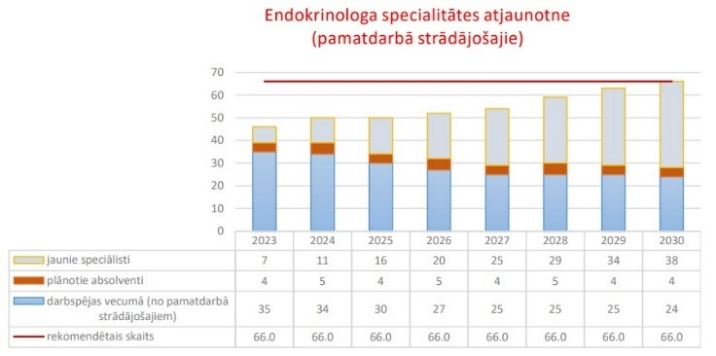 Endokrinologa specialitātes atjaunotne
(pamatdarbā strādājošajie)
70
60
50
40
30
20
10
0
2023 2024 2025 2026 2027 2028 2029 2030
jaunie speciālisti 7 11 16 20 25 29 34 38
plānotie absolventi 4 5 4 5 4 5 4 4
darbspējas vecumā (no pamatdarbā
strādājošajiem) 35 34 30 27 25 25 25 24
rekomendētais skaits 66.0 66.0 66.0 66.0 66.0 66.0 66.0 66.0